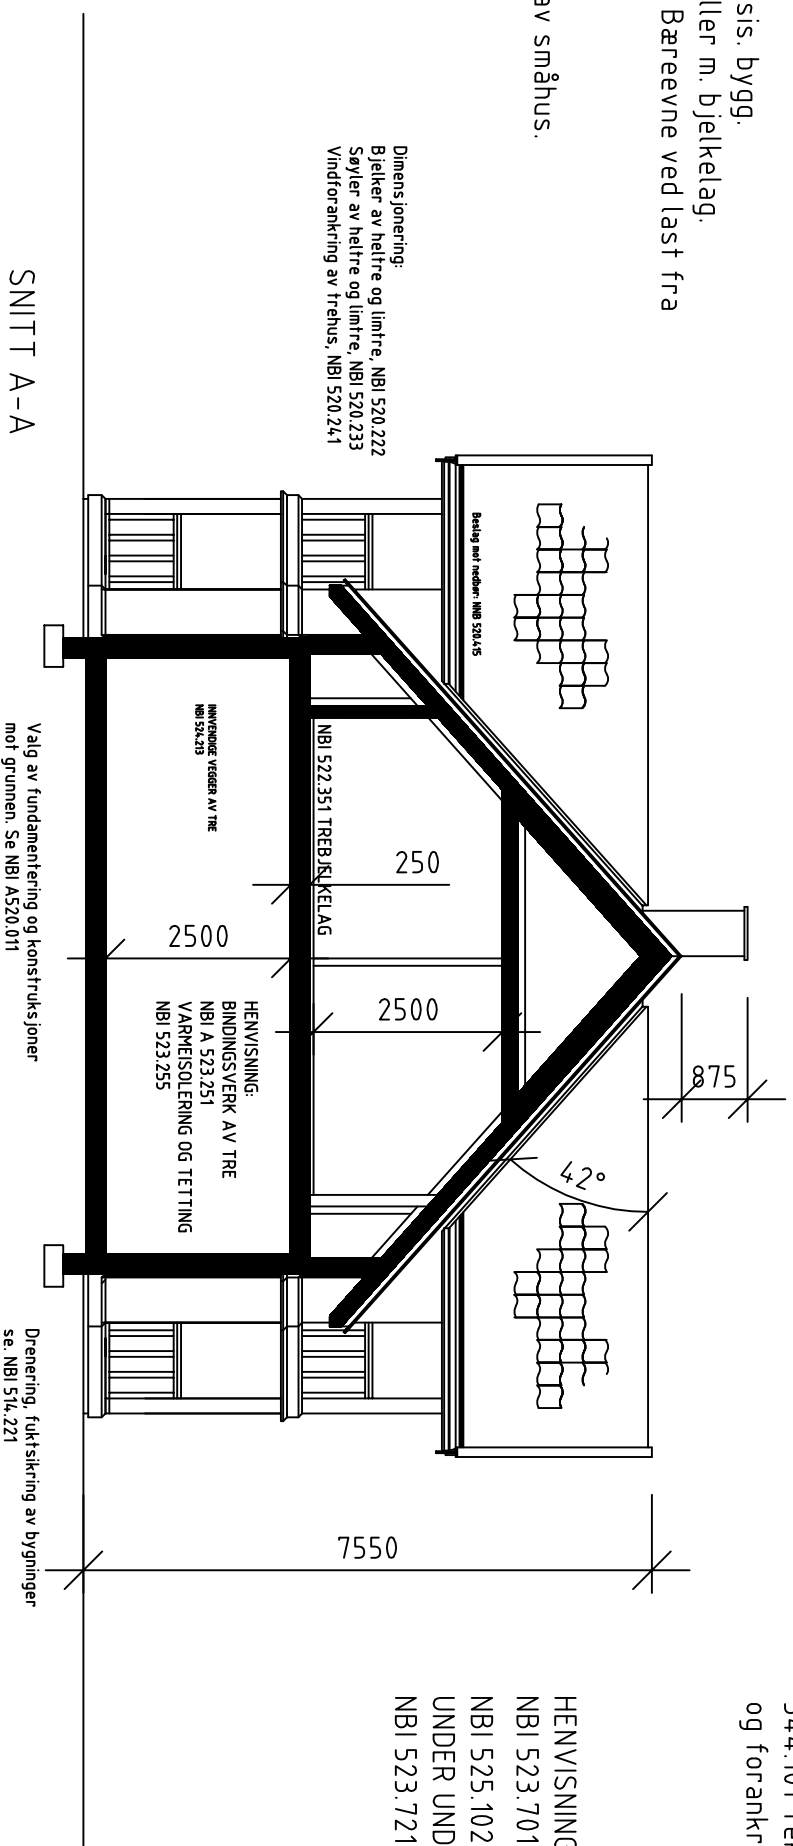 sis. bygg.
ller m. bjelkelag.
Bæreevne ved last fra
av småhus.
Dimensjonering:
Bjelker av heltre og limtre, NBI 520.222
Søyler av heltre og limtre, NBI 520.233
Vindforankring av trehus, NBI 520.241
SNITT A-A
Beslag mot nedbør: NNB 520.415
INNVENDIGE VEGGER AV TRE
NBI 524.213
NBI 522.351 TREBJELKELAG
250
2500
2500
875
42°
HENVISNING:
BINDINGSVERK AV TRE
NBI A 523.251
VARMEISOLERING OG TETTING
NBI 523.255
Valg av fundamentering og konstruksjoner
mot grunnen. Se NBI A520.011
Drenering, fuktsikring av bygninger
se. NBI 514.221
7550
og forankr
HENVISNING
NBI 523.701
NBI 525.102
UNDER UND
NBI 523.721